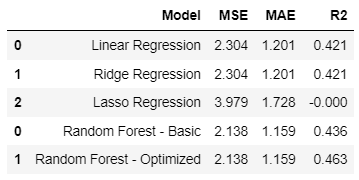 Model MSE MAE R2
0 Linear Regression 2.304 1.201 0.421
1 Ridge Regression 2.304 1.201 0.421
2 Lasso Regression 3.979 1.728 -0.000
0 Random Forest - Basic 2.138 1.159 0.436
1 Random Forest - Optimized 2.138 1.159 0.463